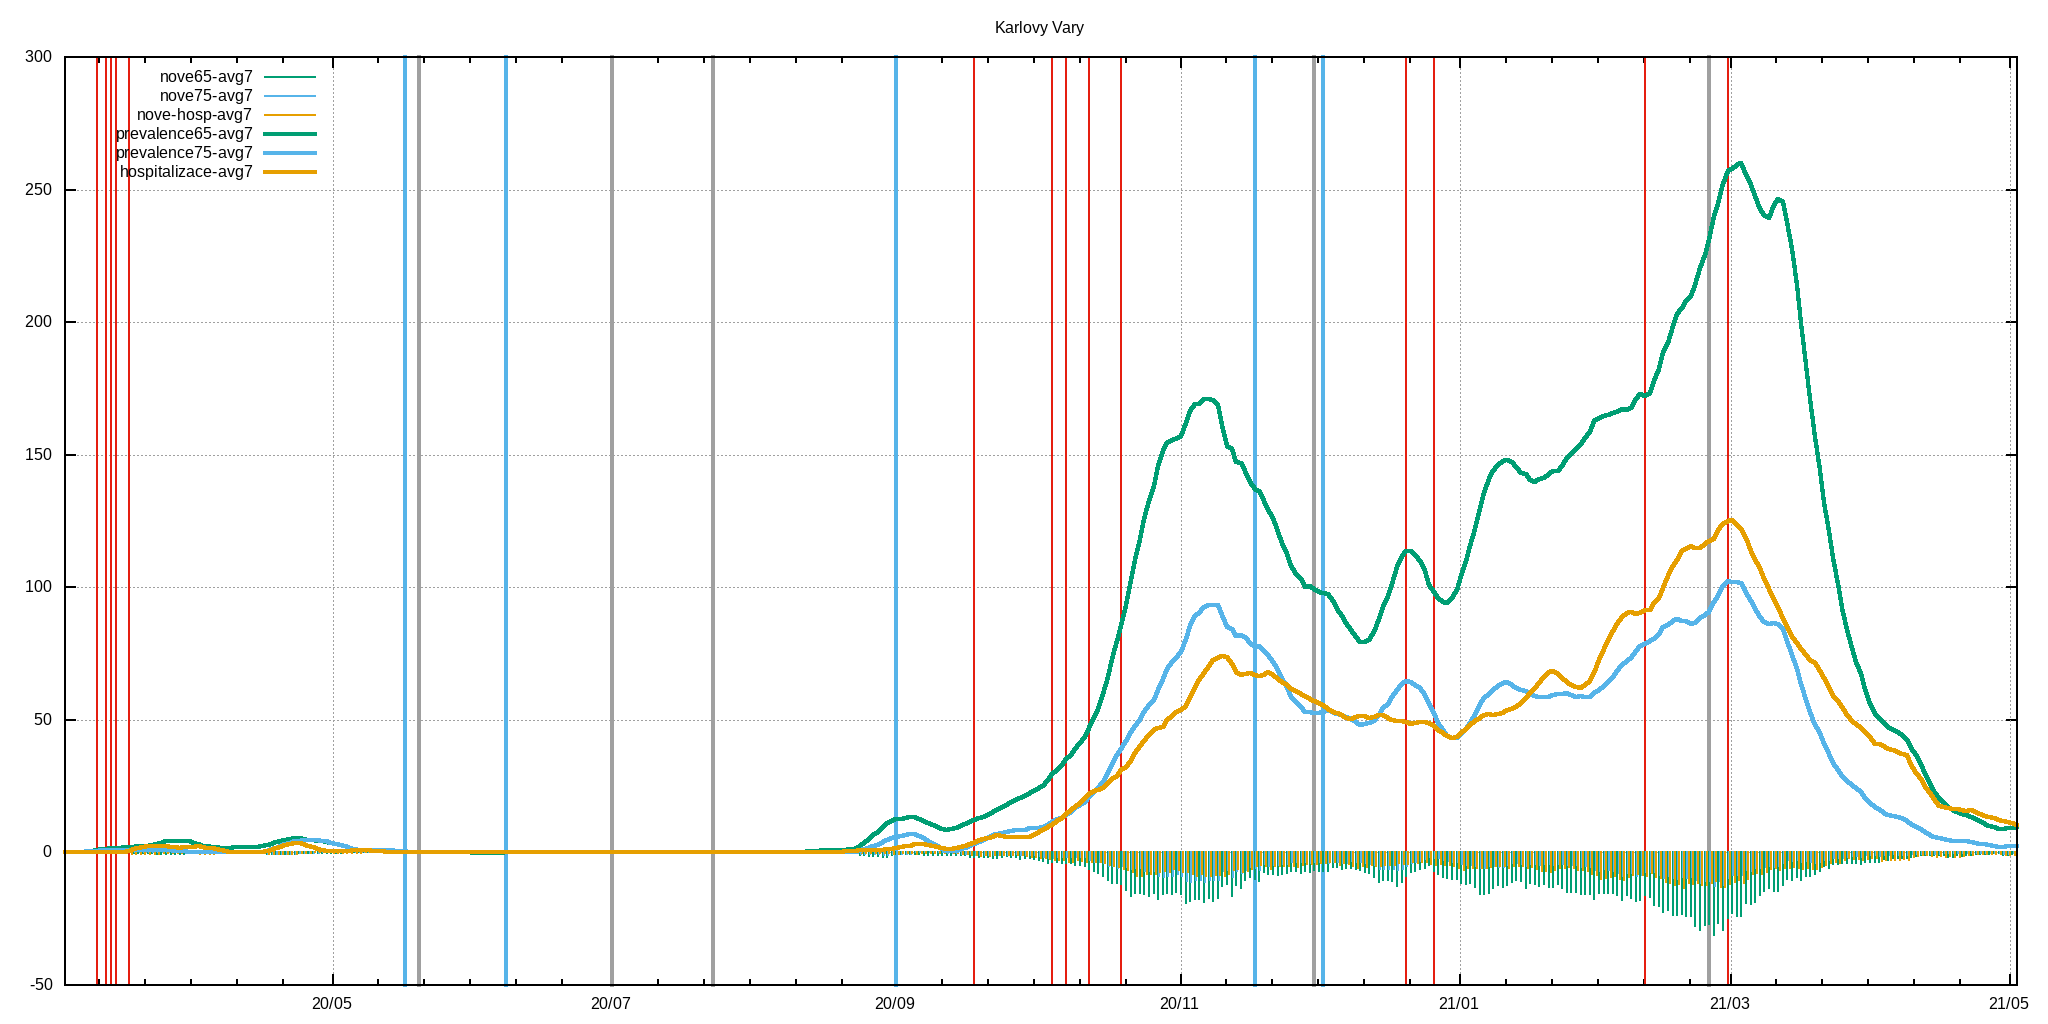 Karlovy Vary
300
250
200
150
100
50
0
-50
nove65-avg7
nove75-avg7
nove-hosp-avg7
prevalence65-avg7
prevalence75-avg7
hospitalizace-avg7
20/05 20/07 20/09 20/11 21/01 21/03 21/05